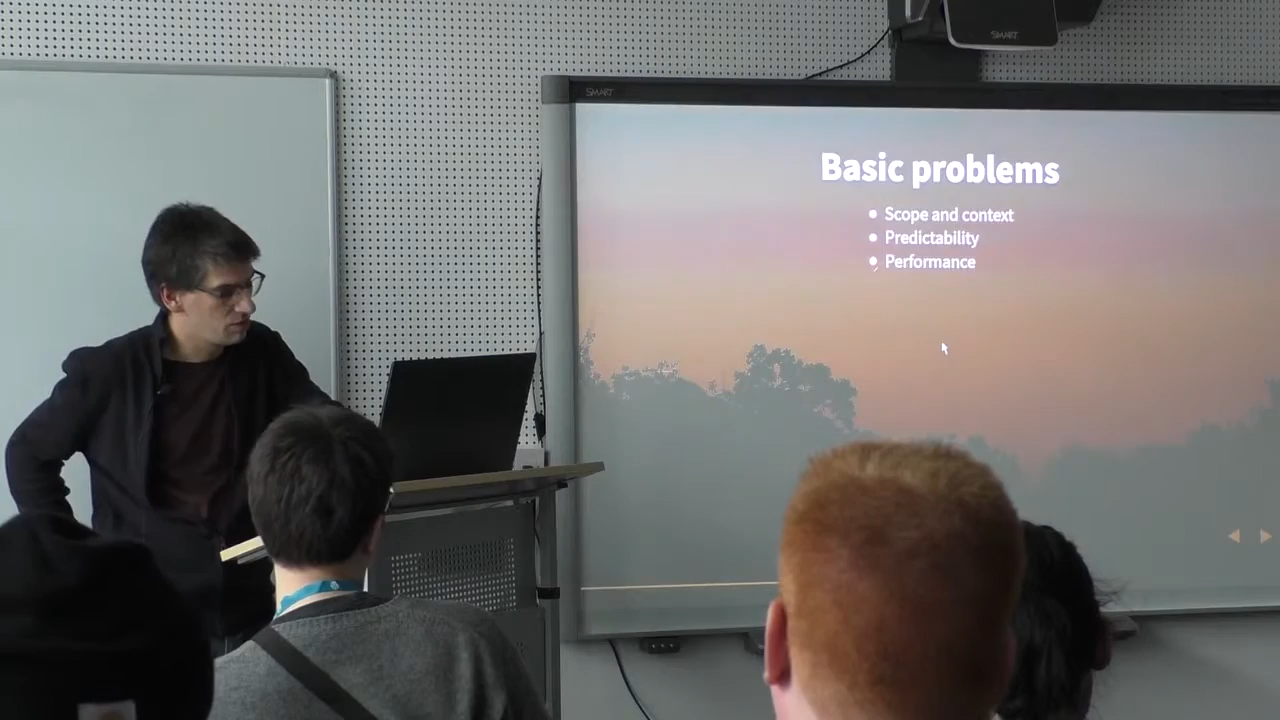 SMART
SMART
Basic problems
Scope and context
Predictability
Performance